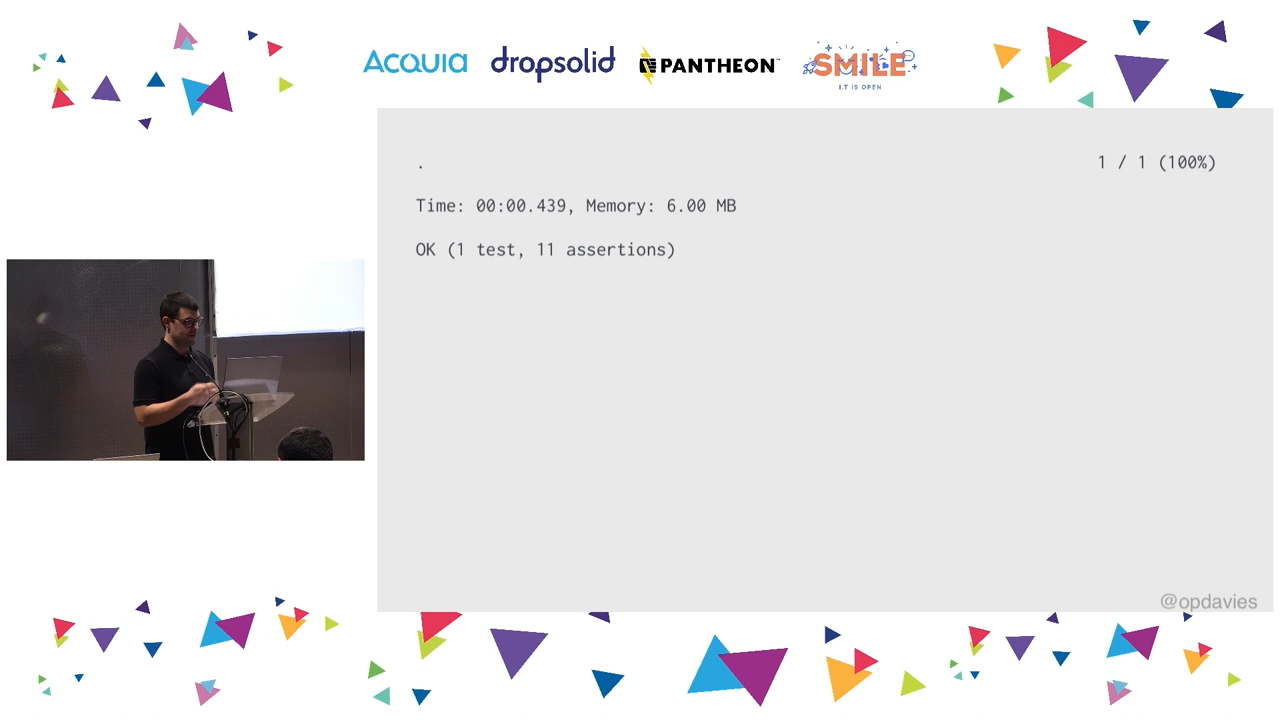 ACQUIA dropsolid PANTHEON SMILE
I.T IS OPEN
. 1 / 1 (100%)
Time: 00:00.439, Memory: 6.00 MB
OK (1 test, 11 assertions)
@opdavies